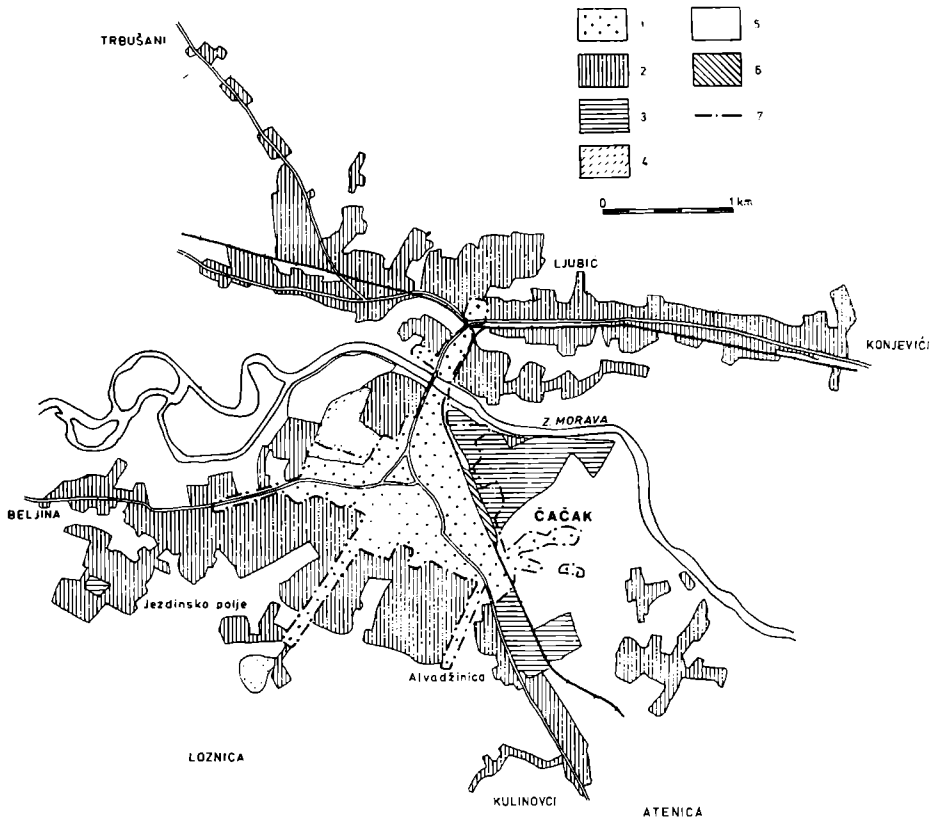 TRBUŠANI
1
5
2
6
3
7
4
0 1 km
LJUBIĆ
KONJEVIĆI
Z. MORAVA
BELJINA
ČAČAK
Jezdinsko polje
Alvadžinica
LOZNICA
KULINOVCI
ATENICA